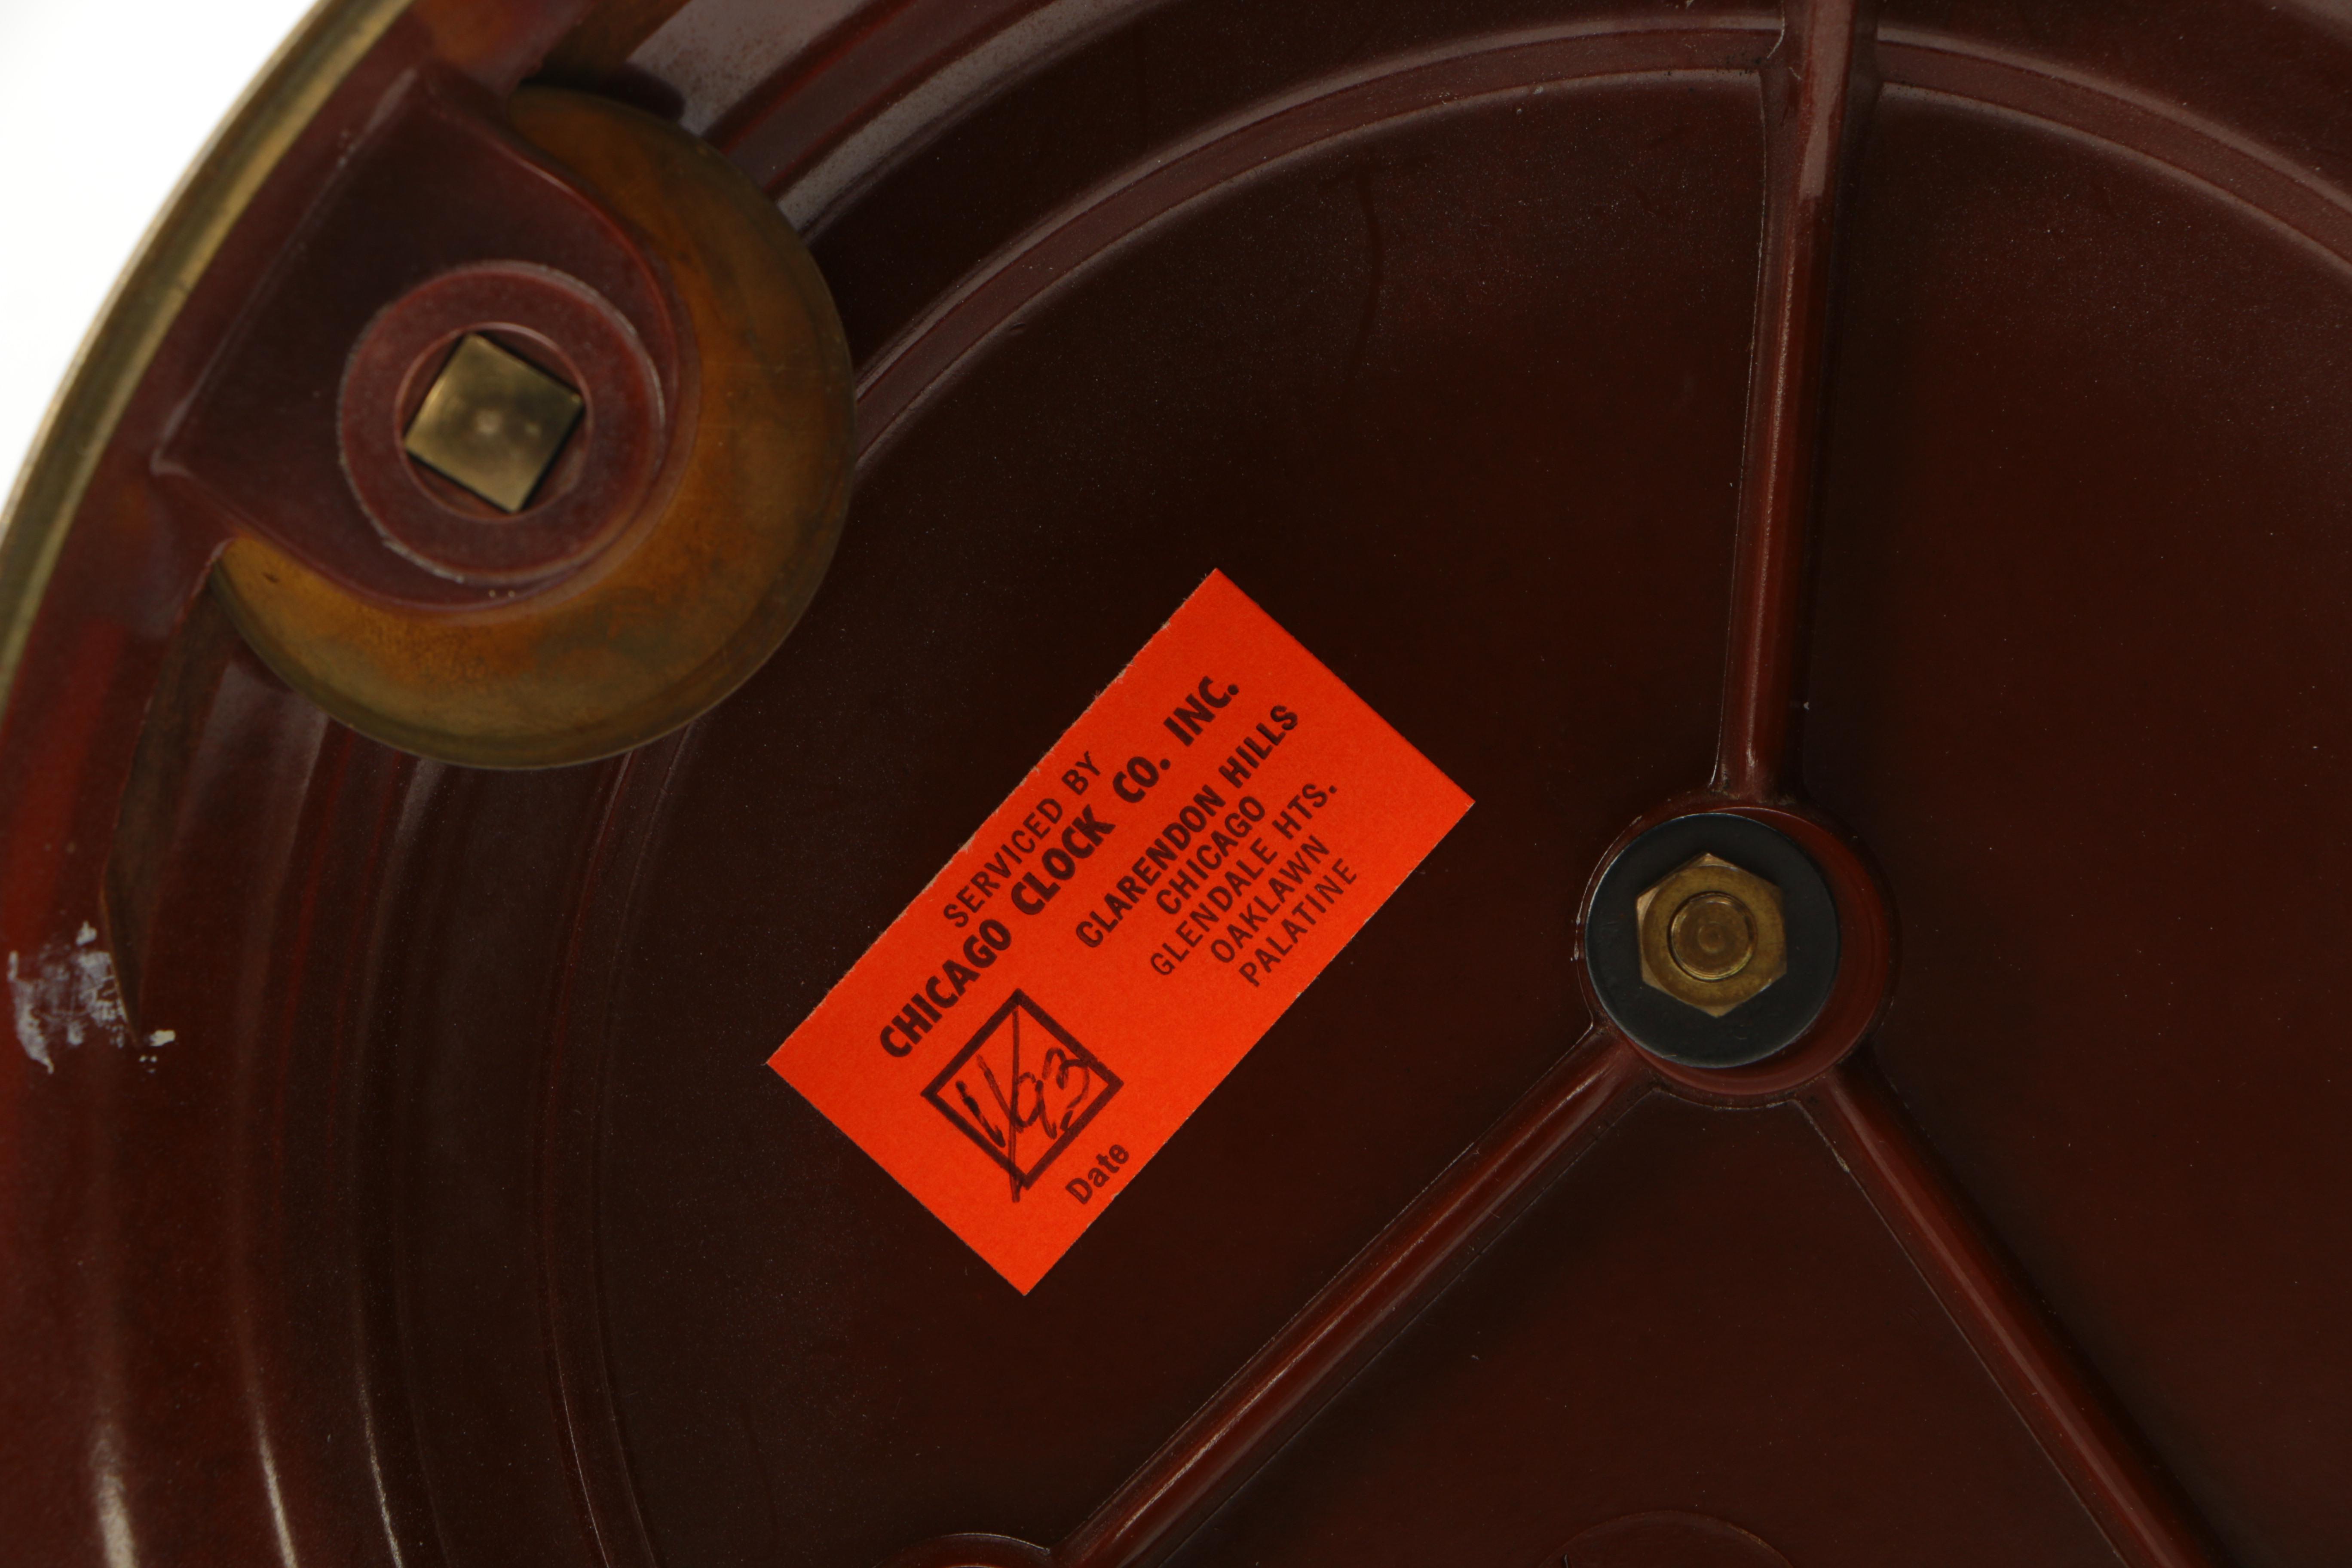 SERVICED BY
CHICAGO CLOCK CO. INC.
CLARENDON HILLS
CHICAGO
GLENDALE HTS.
OAKLAWN
PALATINE
1/93
Date